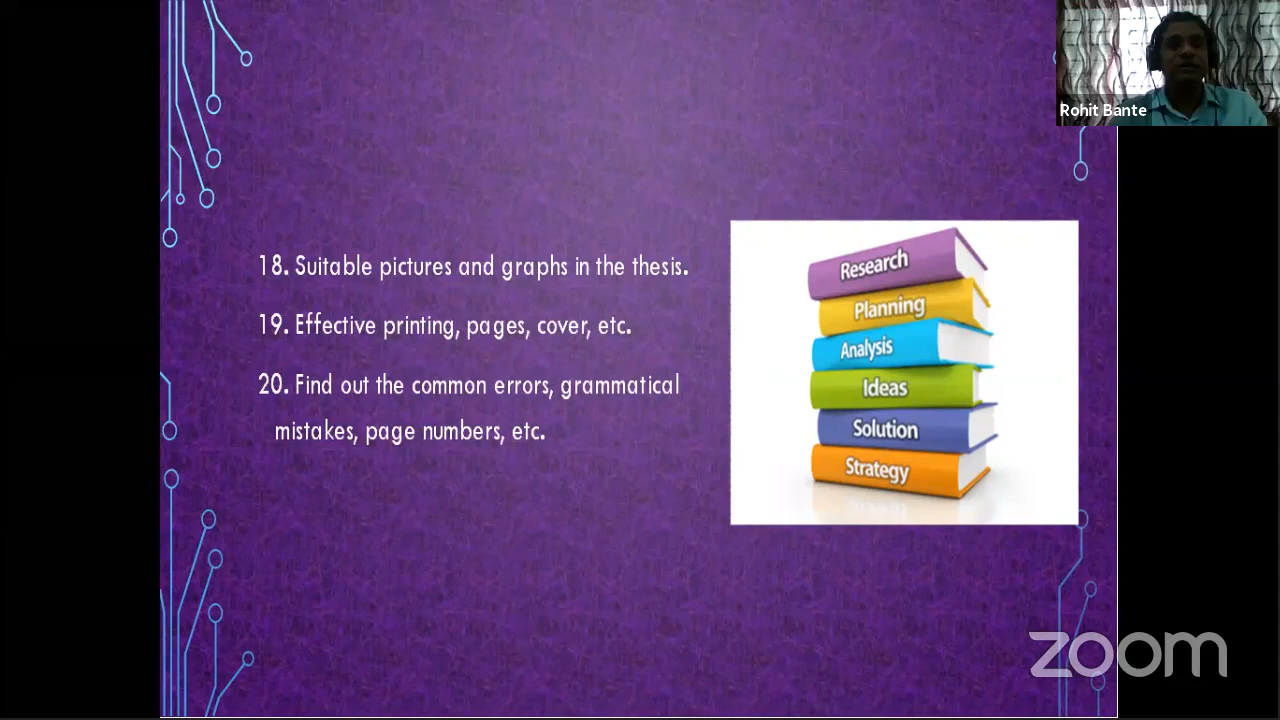 Rohit Bante
18. Suitable pictures and graphs in the thesis.
19. Effective printing, pages, cover, etc.
20. Find out the common errors, grammatical
mistakes, page numbers, etc.
Research
Planning
Analysis
Ideas
Solution
Strategy
zoom